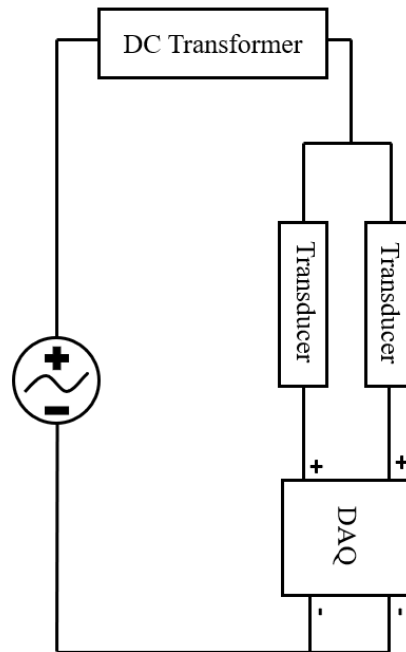 DC Transformer
Transducer
Transducer
+
-
+
+
DAQ
-
-